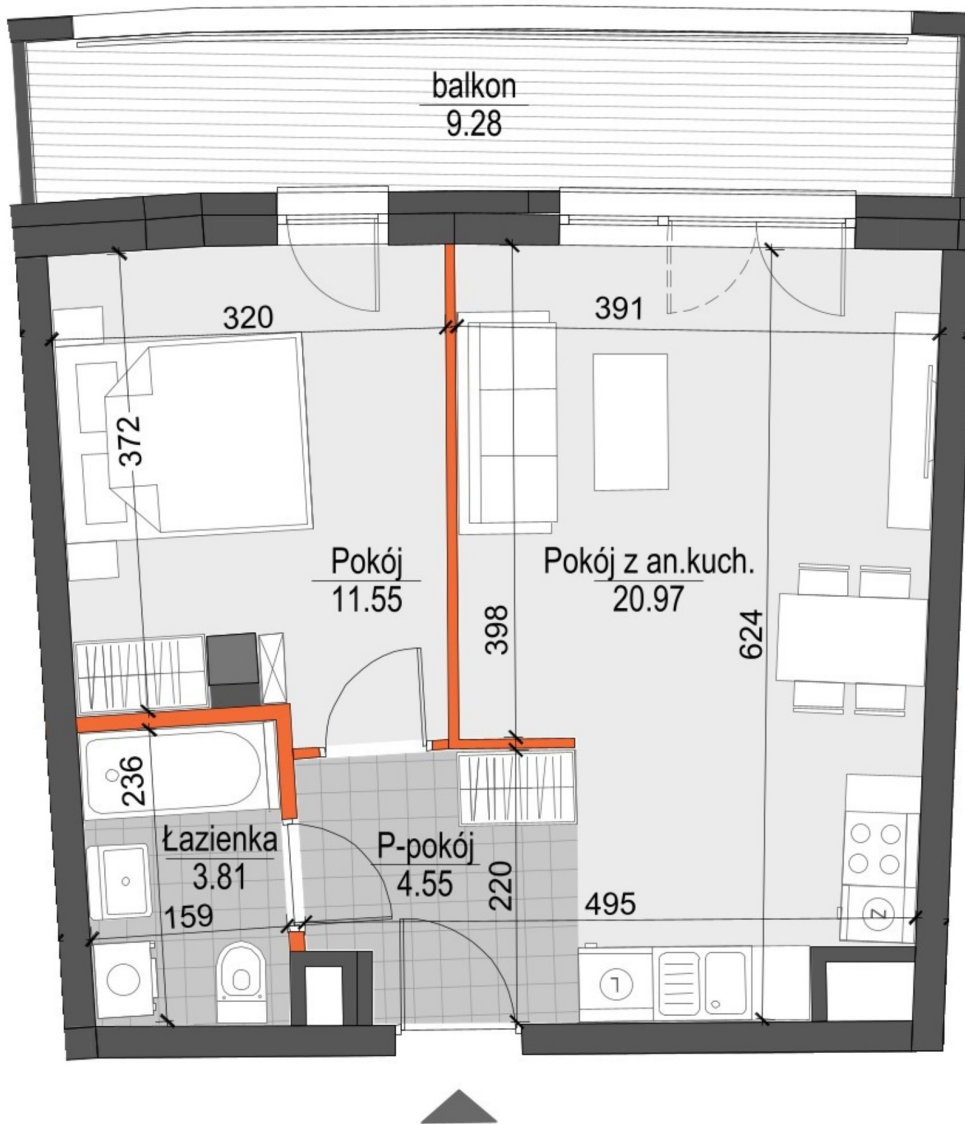 balkon
9.28
320
391
372
Pokój
11.55
Pokój z an.kuch.
20.97
398
624
236
Łazienka
3.81
P-pokój
4.55
220
159
495
Z
L